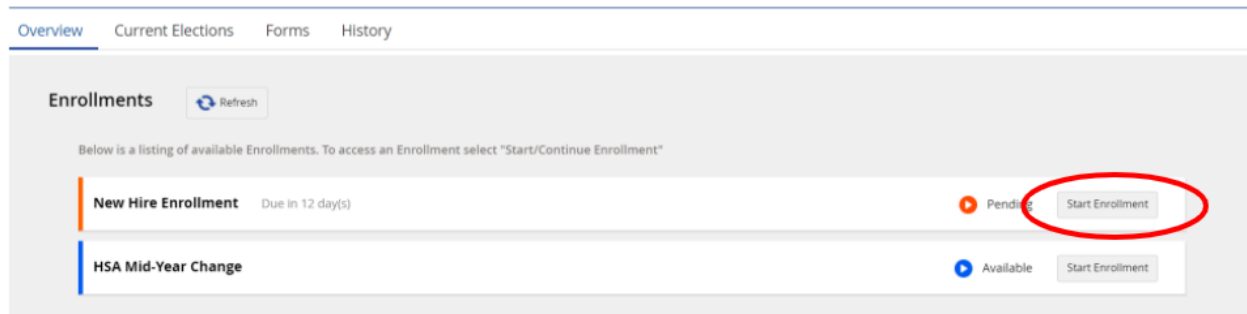 Overview Current Elections Forms History
Enrollments Refresh
Below is a listing of available Enrollments. To access an Enrollment select "Start/Continue Enrollment"
New Hire Enrollment Due in 12 day(s) Pending Start Enrollment
HSA Mid-Year Change Available Start Enrollment